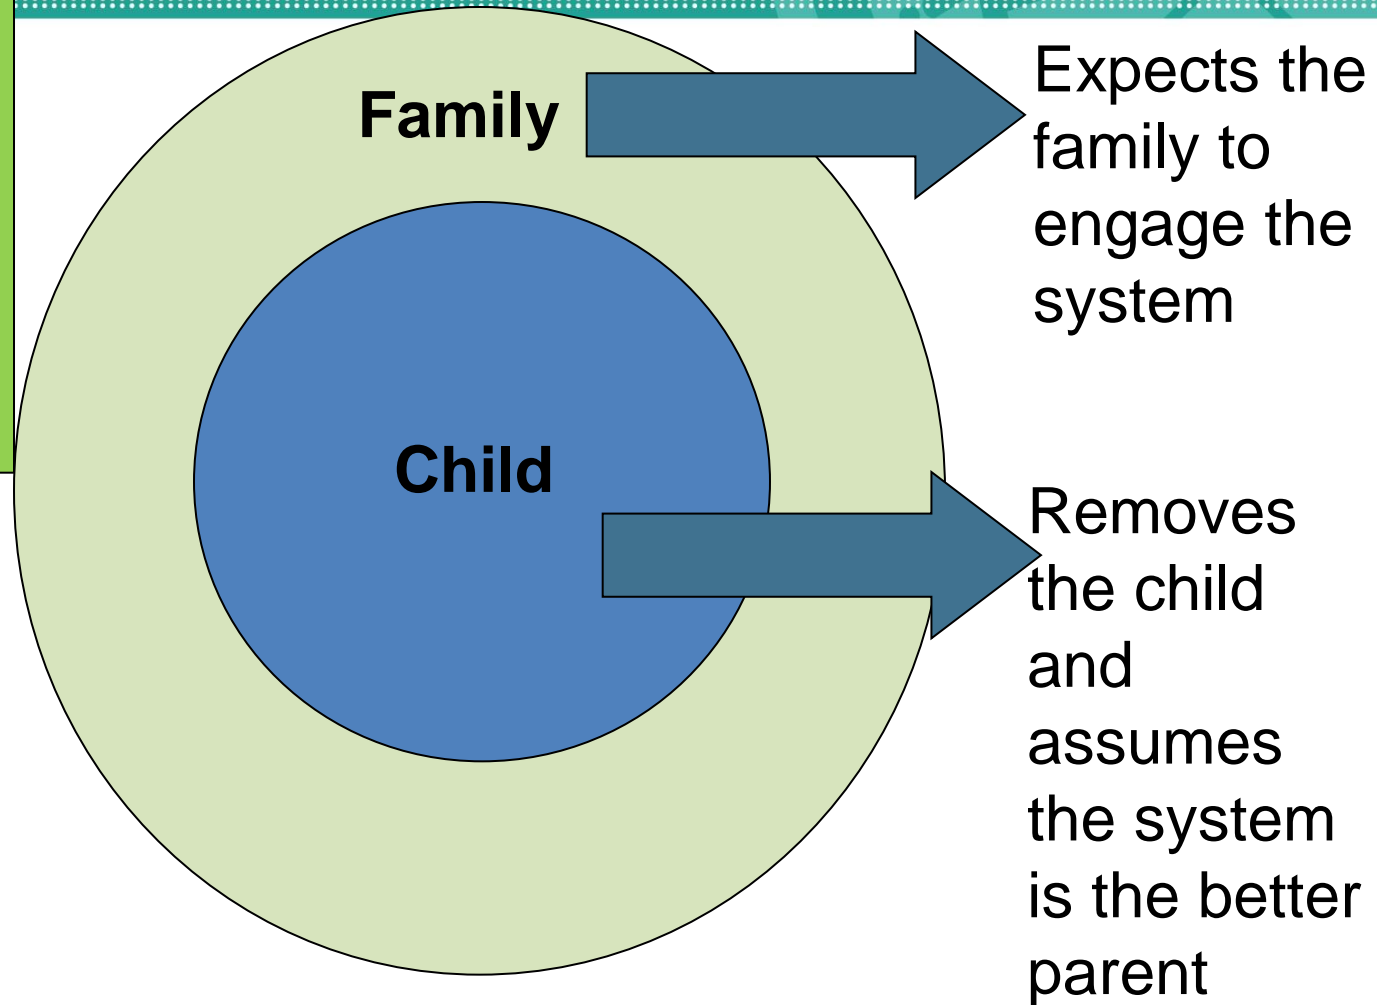 Family
Expects the
family to
engage the
system
Child
Removes
the child
and
assumes
the system
is the better
parent